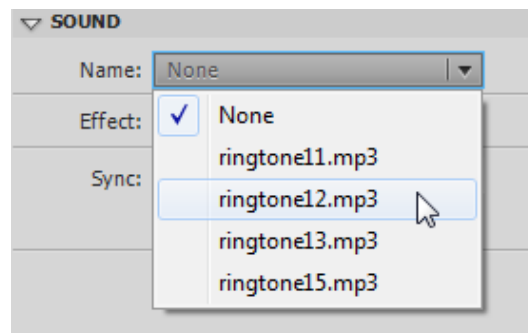 SOUND
Name: None
Effect:
Sync:
None
ringtone11.mp3
ringtone12.mp3
ringtone13.mp3
ringtone15.mp3